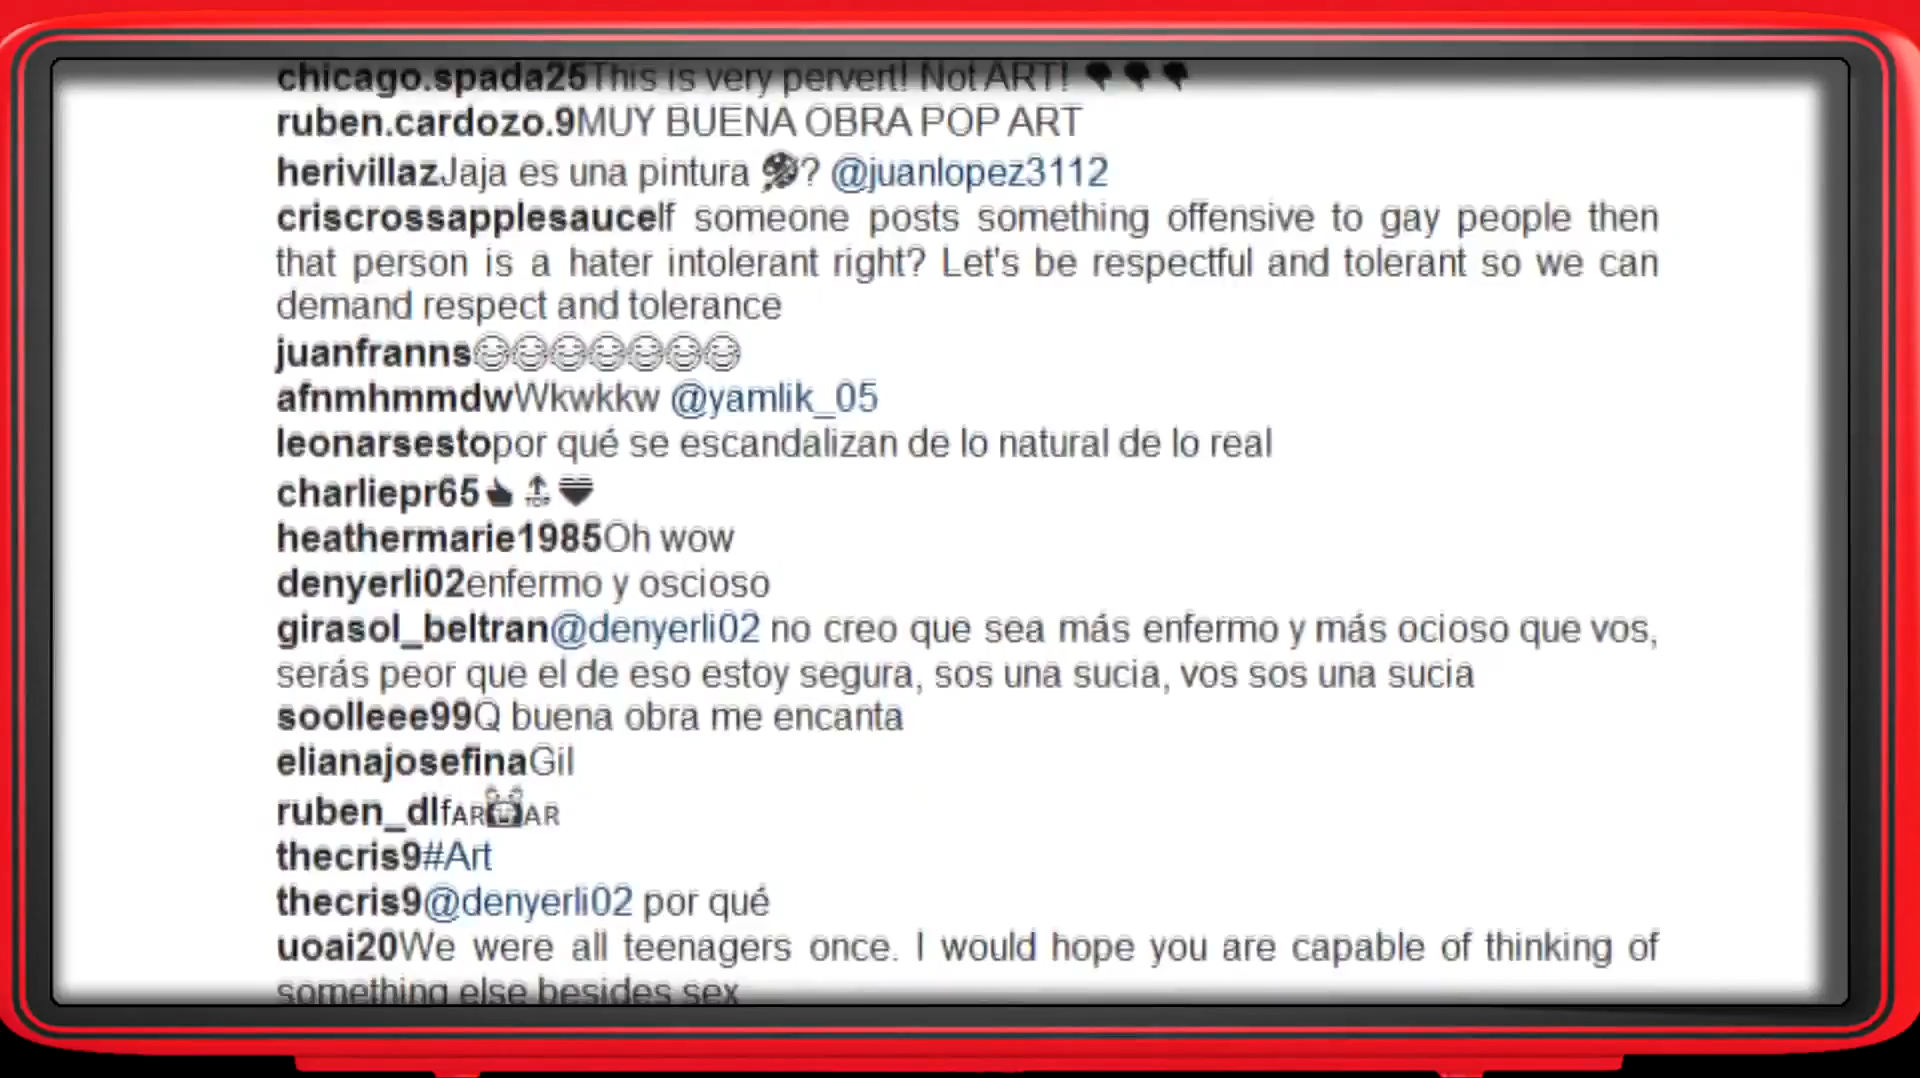 chicago.spada25This is very pervert! Not ART! 👎👎👎
ruben.cardozo.9MUY BUENA OBRA POP ART
herivillazJaja es una pintura 🎨? @juanlopez3112
criscrossapplesauceIf someone posts something offensive to gay people then
that person is a hater intolerant right? Let's be respectful and tolerant so we can
demand respect and tolerance
juanfranns😂😂😂😂😂😂😂
afnmhmmdwWkwkkw @yamlik_05
leonarsestopor qué se escandalizan de lo natural de lo real
charliepr65👍🔝❤
heathermarie1985Oh wow
denyerli02enfermo y oscioso
girasol_beltran@denyerli02 no creo que sea más enfermo y más ocioso que vos,
serás peor que el de eso estoy segura, sos una sucia, vos sos una sucia
soolleee99Q buena obra me encanta
elianajosefinaGil
ruben_dlfᴀʀ🐹ᴀʀ
thecris9#Art
thecris9@denyerli02 por qué
uoai20We were all teenagers once. I would hope you are capable of thinking of
something else besides sex